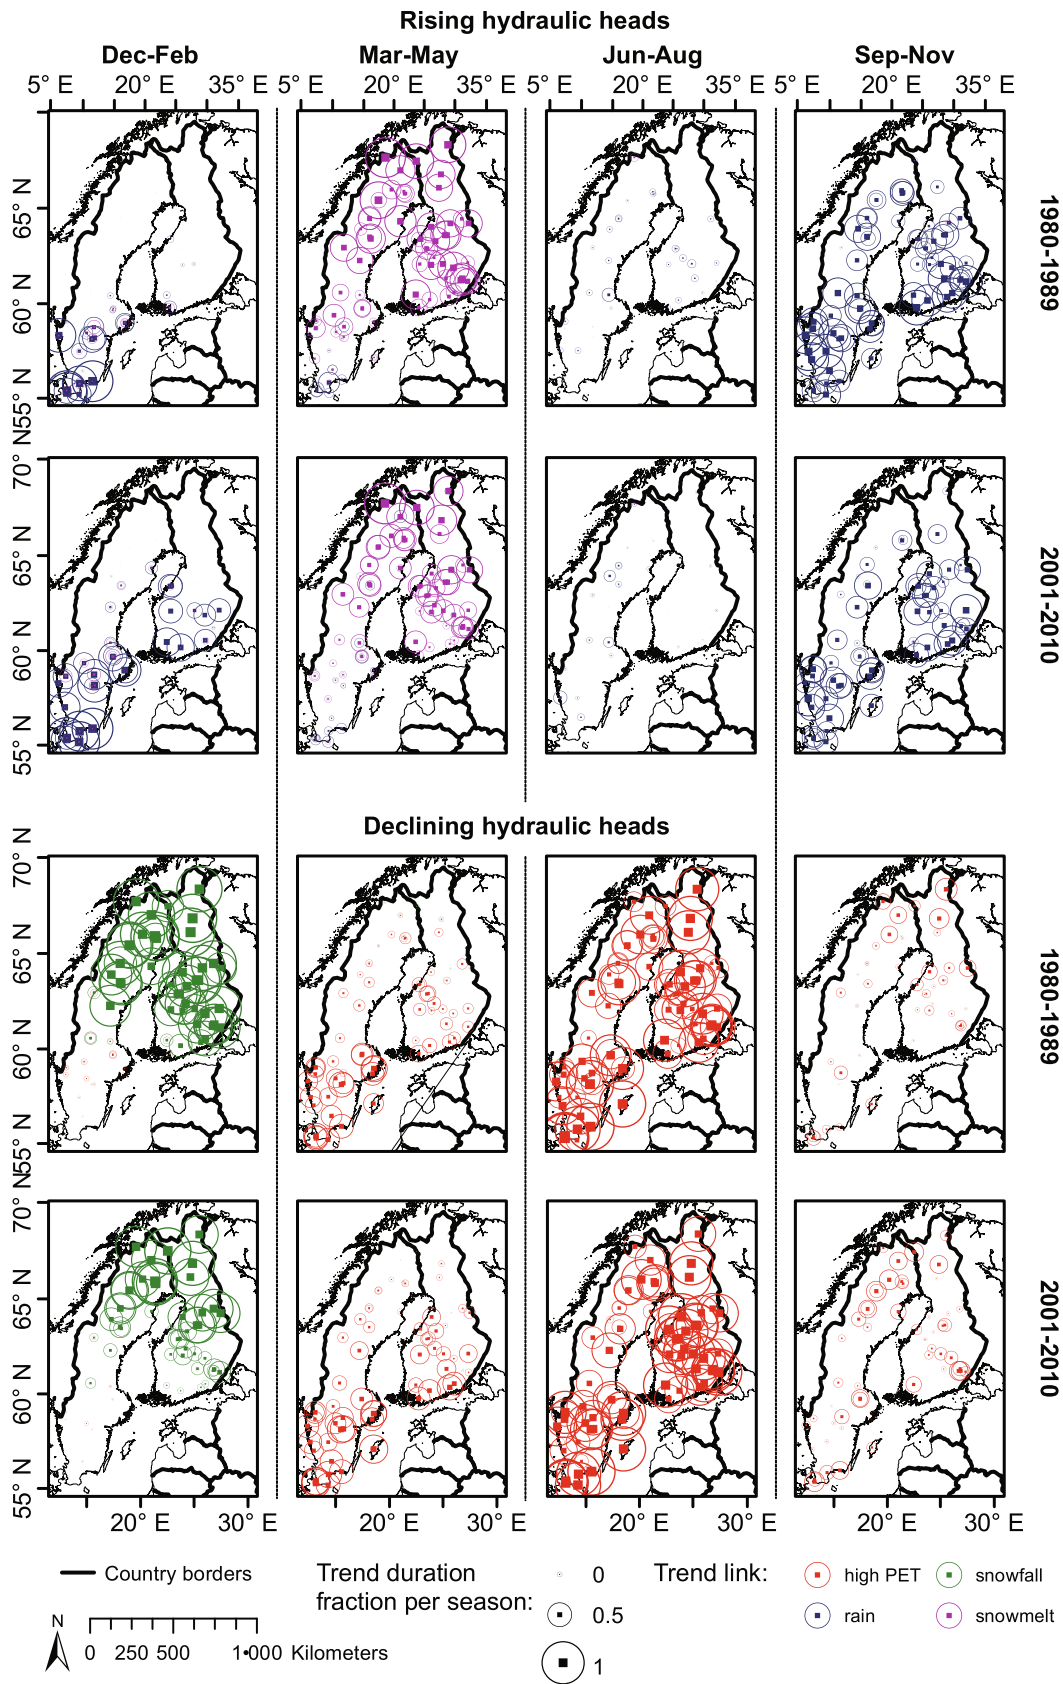 Rising hydraulic heads
Dec-Feb Mar-May Jun-Aug Sep-Nov
5° E 20° E 35° E 20° E 35° E 5° E 20° E 35° E 5° E 20° E 35° E
65° N
60° N
55° N
1980-1989
70° N
65° N
60° N
55° N
2001-2010
Declining hydraulic heads
70° N
65° N
60° N
55° N
1980-1989
70° N
65° N
60° N
55° N
2001-2010
20° E 30° E 20° E 30° E 20° E 30° E 20° E 30° E
Country borders
N
0 250 500 1•000 Kilometers
Trend duration
fraction per season:
0
0.5
1
Trend link:
high PET
snowfall
rain
snowmelt